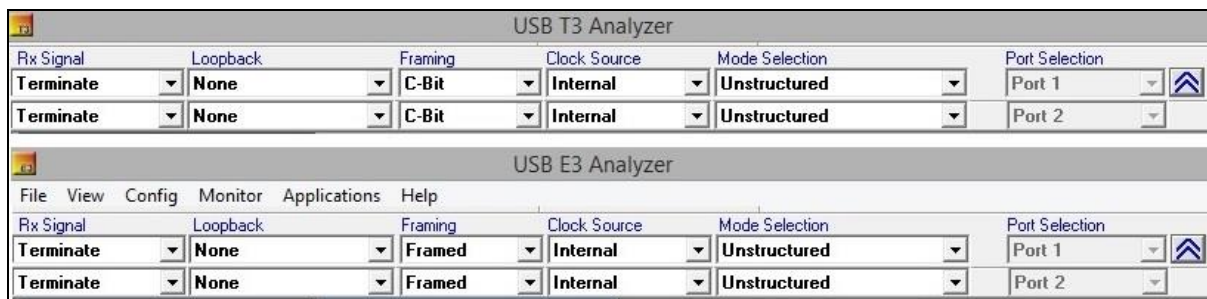 T3 USB T3 Analyzer
Rx Signal Loopback Framing Clock Source Mode Selection Port Selection
Terminate None C-Bit Internal Unstructured Port 1
Terminate None C-Bit Internal Unstructured Port 2
E3 USB E3 Analyzer
File View Config Monitor Applications Help
Rx Signal Loopback Framing Clock Source Mode Selection Port Selection
Terminate None Framed Internal Unstructured Port 1
Terminate None Framed Internal Unstructured Port 2